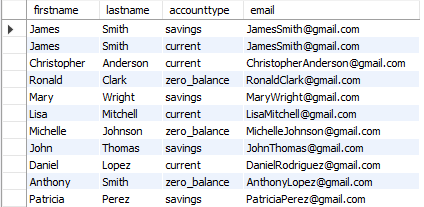 firstname lastname accounttype email
James Smith savings JamesSmith@gmail.com
James Smith current JamesSmith@gmail.com
Christopher Anderson current ChristopherAnderson@gmail.com
Ronald Clark zero_balance RonaldClark@gmail.com
Mary Wright savings MaryWright@gmail.com
Lisa Mitchell current LisaMitchell@gmail.com
Michelle Johnson zero_balance MichelleJohnson@gmail.com
John Thomas savings JohnThomas@gmail.com
Daniel Lopez current DanielRodriguez@gmail.com
Anthony Smith zero_balance AnthonyLopez@gmail.com
Patricia Perez savings PatriciaPerez@gmail.com